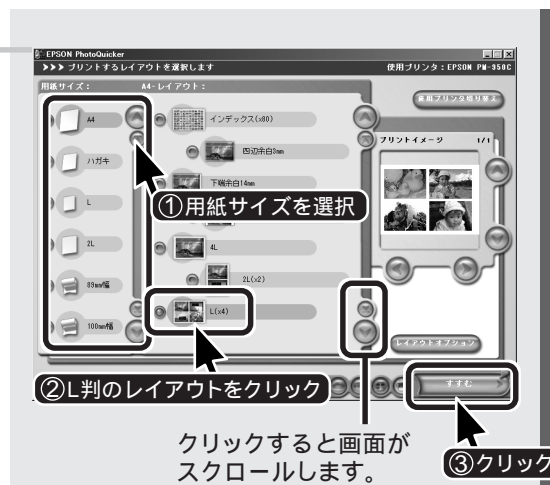 EPSON PhotoQuicker
>>> プリントするレイアウトを選択します
使用プリンタ:EPSON PM-950C
用紙サイズ:
A4-レイアウト:
使用プリンタ切り替え
A4
インデックス(x80)
プリントイメージ 1/1
四辺余白3mm
ハガキ
下端余白14mm
①用紙サイズを選択
L
2L
4L
2L(x2)
89mm幅
L(x4)
100mm幅
レイアウトオプション
②L判のレイアウトをクリック
すすむ
クリックすると画面が
スクロールします。
③クリック